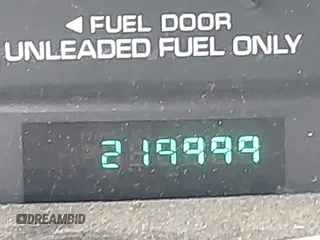 ◄ FUEL DOOR
UNLEADED FUEL ONLY
219999
DREAMBID